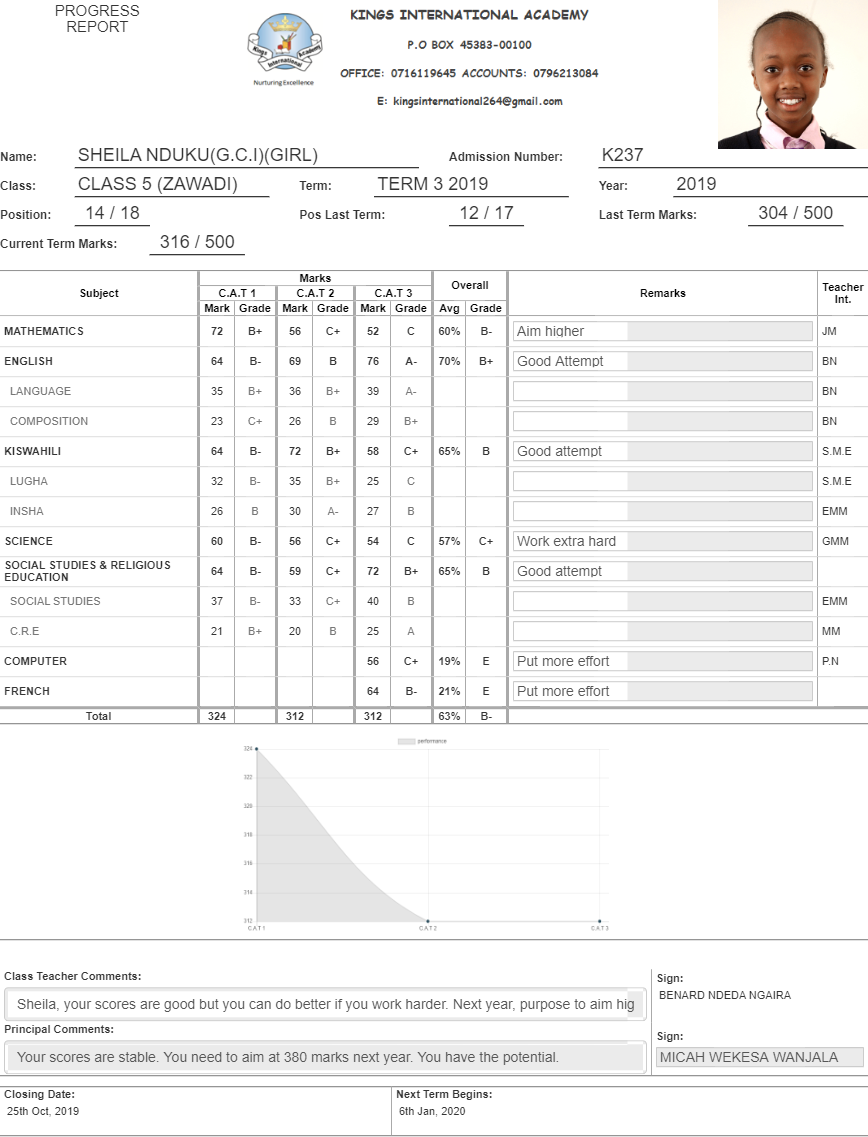 PROGRESS
REPORT
Kings International Academy
Nurturing Excellence
KINGS INTERNATIONAL ACADEMY
P.O BOX 45383-00100
OFFICE: 0716119645 ACCOUNTS: 0796213084
E: kingsinternational264@gmail.com
Name: SHEILA NDUKU(G.C.I)(GIRL) Admission Number: K237
Class: CLASS 5 (ZAWADI) Term: TERM 3 2019 Year: 2019
Position: 14 / 18 Pos Last Term: 12 / 17 Last Term Marks: 304 / 500
Current Term Marks: 316 / 500
Subject Marks Overall Remarks Teacher Int.
C.A.T 1 C.A.T 2 C.A.T 3
Mark Grade Mark Grade Mark Grade Avg Grade
MATHEMATICS 72 B+ 56 C+ 52 C 60% B- Aim higher JM
ENGLISH 64 B- 69 B 76 A- 70% B+ Good Attempt BN
LANGUAGE 35 B+ 36 B+ 39 A- BN
COMPOSITION 23 C+ 26 B 29 B+ BN
KISWAHILI 64 B- 72 B+ 58 C+ 65% B Good attempt S.M.E
LUGHA 32 B- 35 B+ 25 C S.M.E
INSHA 26 B 30 A- 27 B EMM
SCIENCE 60 B- 56 C+ 54 C 57% C+ Work extra hard GMM
SOCIAL STUDIES & RELIGIOUS
EDUCATION 64 B- 59 C+ 72 B+ 65% B Good attempt
SOCIAL STUDIES 37 B- 33 C+ 40 B EMM
C.R.E 21 B+ 20 B 25 A MM
COMPUTER 56 C+ 19% E Put more effort P.N
FRENCH 64 B- 21% E Put more effort
Total 324 312 312 63% B-
performance
324
322
320
318
316
314
312
C.A.T 1 C.A.T 2 C.A.T 3
Class Teacher Comments: Sign:
Sheila, your scores are good but you can do better if you work harder. Next year, purpose to aim hig BENARD NDEDA NGAIRA
Principal Comments: Sign:
Your scores are stable. You need to aim at 380 marks next year. You have the potential. MICAH WEKESA WANJALA
Closing Date: Next Term Begins:
25th Oct, 2019 6th Jan, 2020